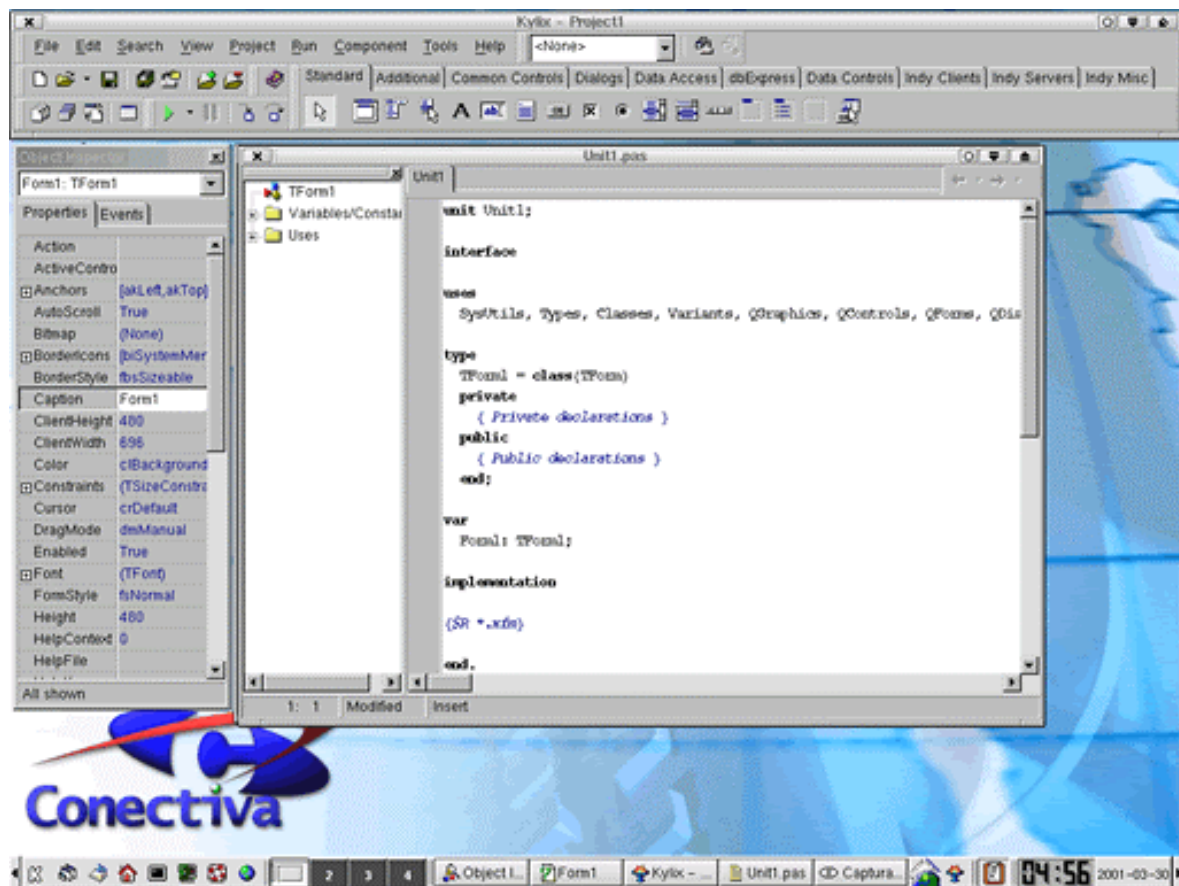 Kylix - Project1
File Edit Search View Project Run Component Tools Help <None>
Standard Additional Common Controls Dialogs Data Access dbExpress Data Controls Indy Clients Indy Servers Indy Misc
Object Inspector
Form1: TForm1
Properties Events
Action
ActiveContro
Anchors [akLeft,akTop]
AutoScroll True
Bitmap (None)
BorderIcons [biSystemMer
BorderStyle fbsSizeable
Caption Form1
ClientHeight 480
ClientWidth 696
Color clBackground
Constraints (TSizeConstra
Cursor crDefault
DragMode dmManual
Enabled True
Font (TFont)
FormStyle fsNormal
Height 480
HelpContext 0
HelpFile
All shown
Unit1.pas
TForm1
Variables/Constar
Uses
Unit1
unit Unit1;
interface
uses
SysUtils, Types, Classes, Variants, QGraphics, QControls, QForms, QDia
type
TForm1 = class(TForm)
private
{ Private declarations }
public
{ Public declarations }
end;
var
Form1: TForm1;
implementation
{$R *.xfm}
end.
1: 1 Modified Insert
Conectiva
2 3 4 Object I... Form1 Kylix - ... Unit1.pas Captura... 04:56 2001-03-30